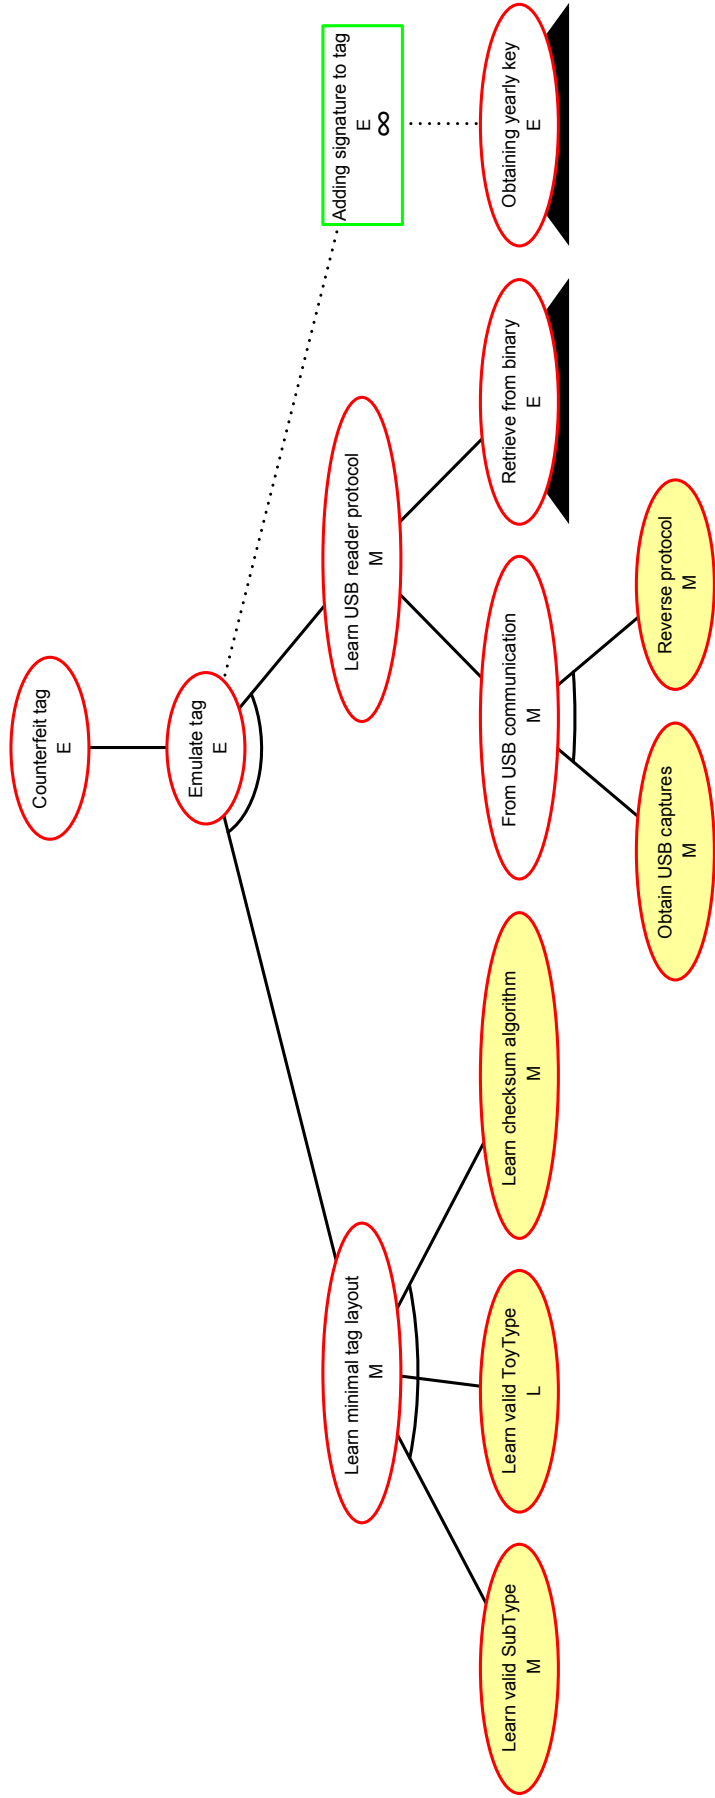 Counterfeit tag
E
Emulate tag
E
Learn minimal tag layout
M
Learn USB reader protocol
M
Adding signature to tag
E
∞
Learn valid SubType
M
Learn valid ToyType
L
Learn checksum algorithm
M
From USB communication
M
Retrieve from binary
E
Obtaining yearly key
E
Obtain USB captures
M
Reverse protocol
M